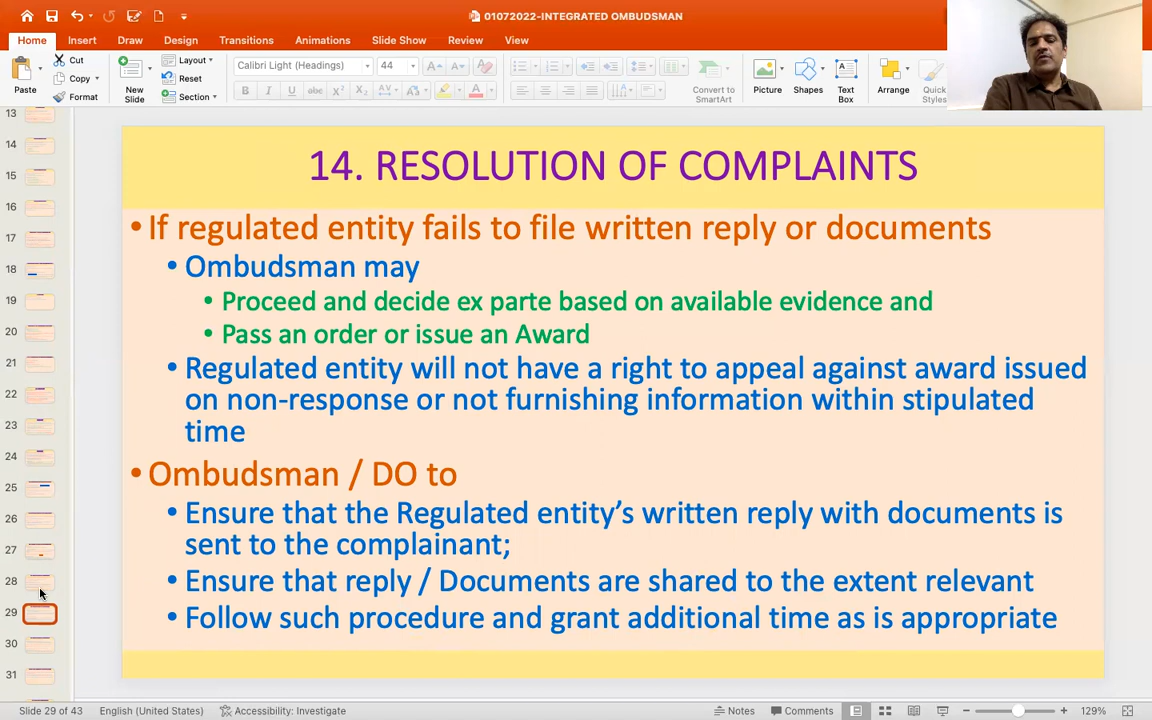 01072022-INTEGRATED OMBUDSMAN
Home Insert Draw Design Transitions Animations Slide Show Review View
Paste
Cut
Copy
Format
New Slide
Layout
Reset
Section
Calibri Light (Headings) 44
B I U abc X² X₂ AV Aa A
Convert to SmartArt
Picture
Shapes
Text Box
Arrange
Quick Styles
13
14
15
16
17
18
19
20
21
22
23
24
25
26
27
28
29
30
31
14. RESOLUTION OF COMPLAINTS
• If regulated entity fails to file written reply or documents
• Ombudsman may
• Proceed and decide ex parte based on available evidence and
• Pass an order or issue an Award
• Regulated entity will not have a right to appeal against award issued
on non-response or not furnishing information within stipulated
time
• Ombudsman / DO to
• Ensure that the Regulated entity’s written reply with documents is
sent to the complainant;
• Ensure that reply / Documents are shared to the extent relevant
• Follow such procedure and grant additional time as is appropriate
Slide 29 of 43 English (United States) Accessibility: Investigate Notes Comments 129%